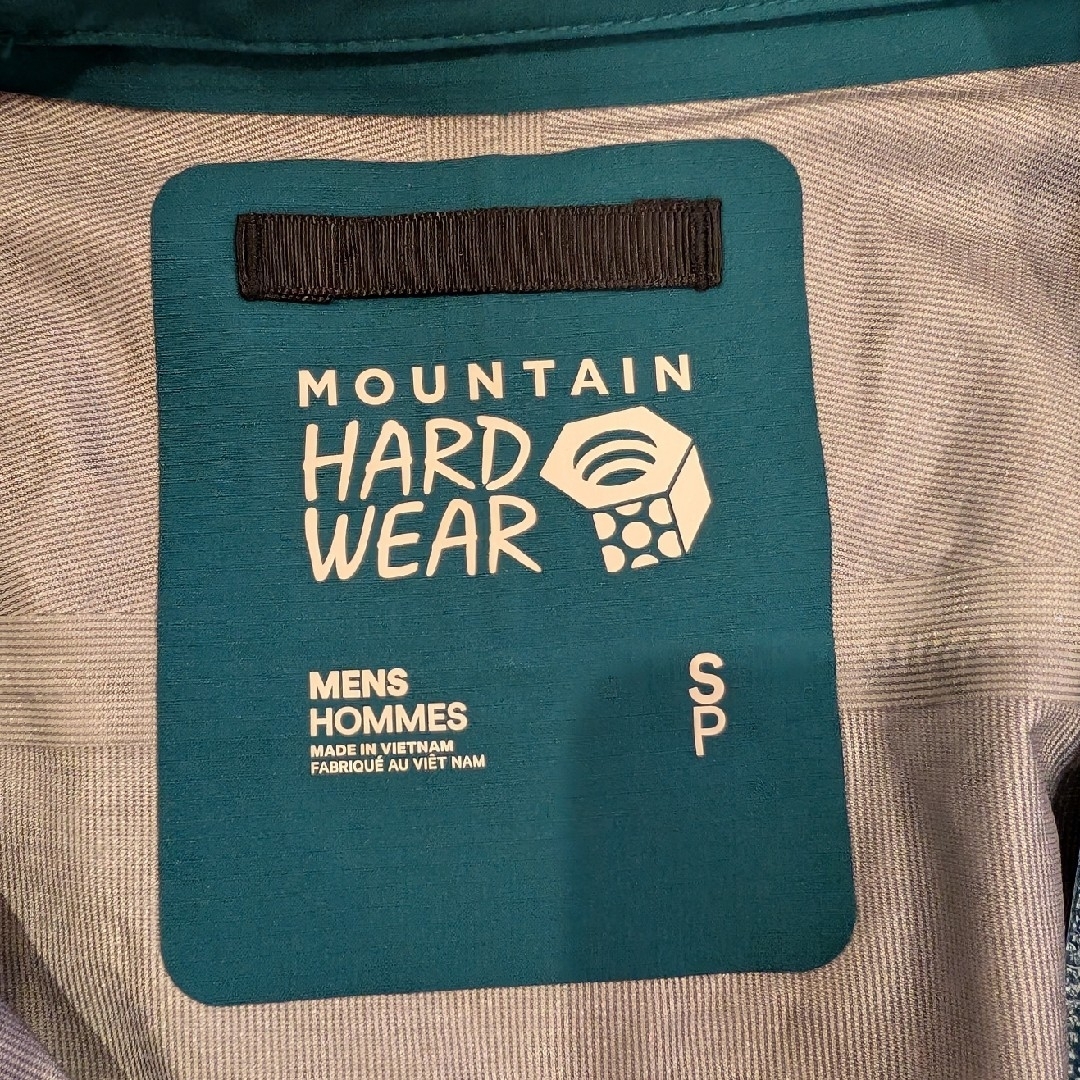 MOUNTAIN
HARD
WEAR
MENS
HOMMES
MADE IN VIETNAM
FABRIQUÉ AU VIÊT NAM
S
P